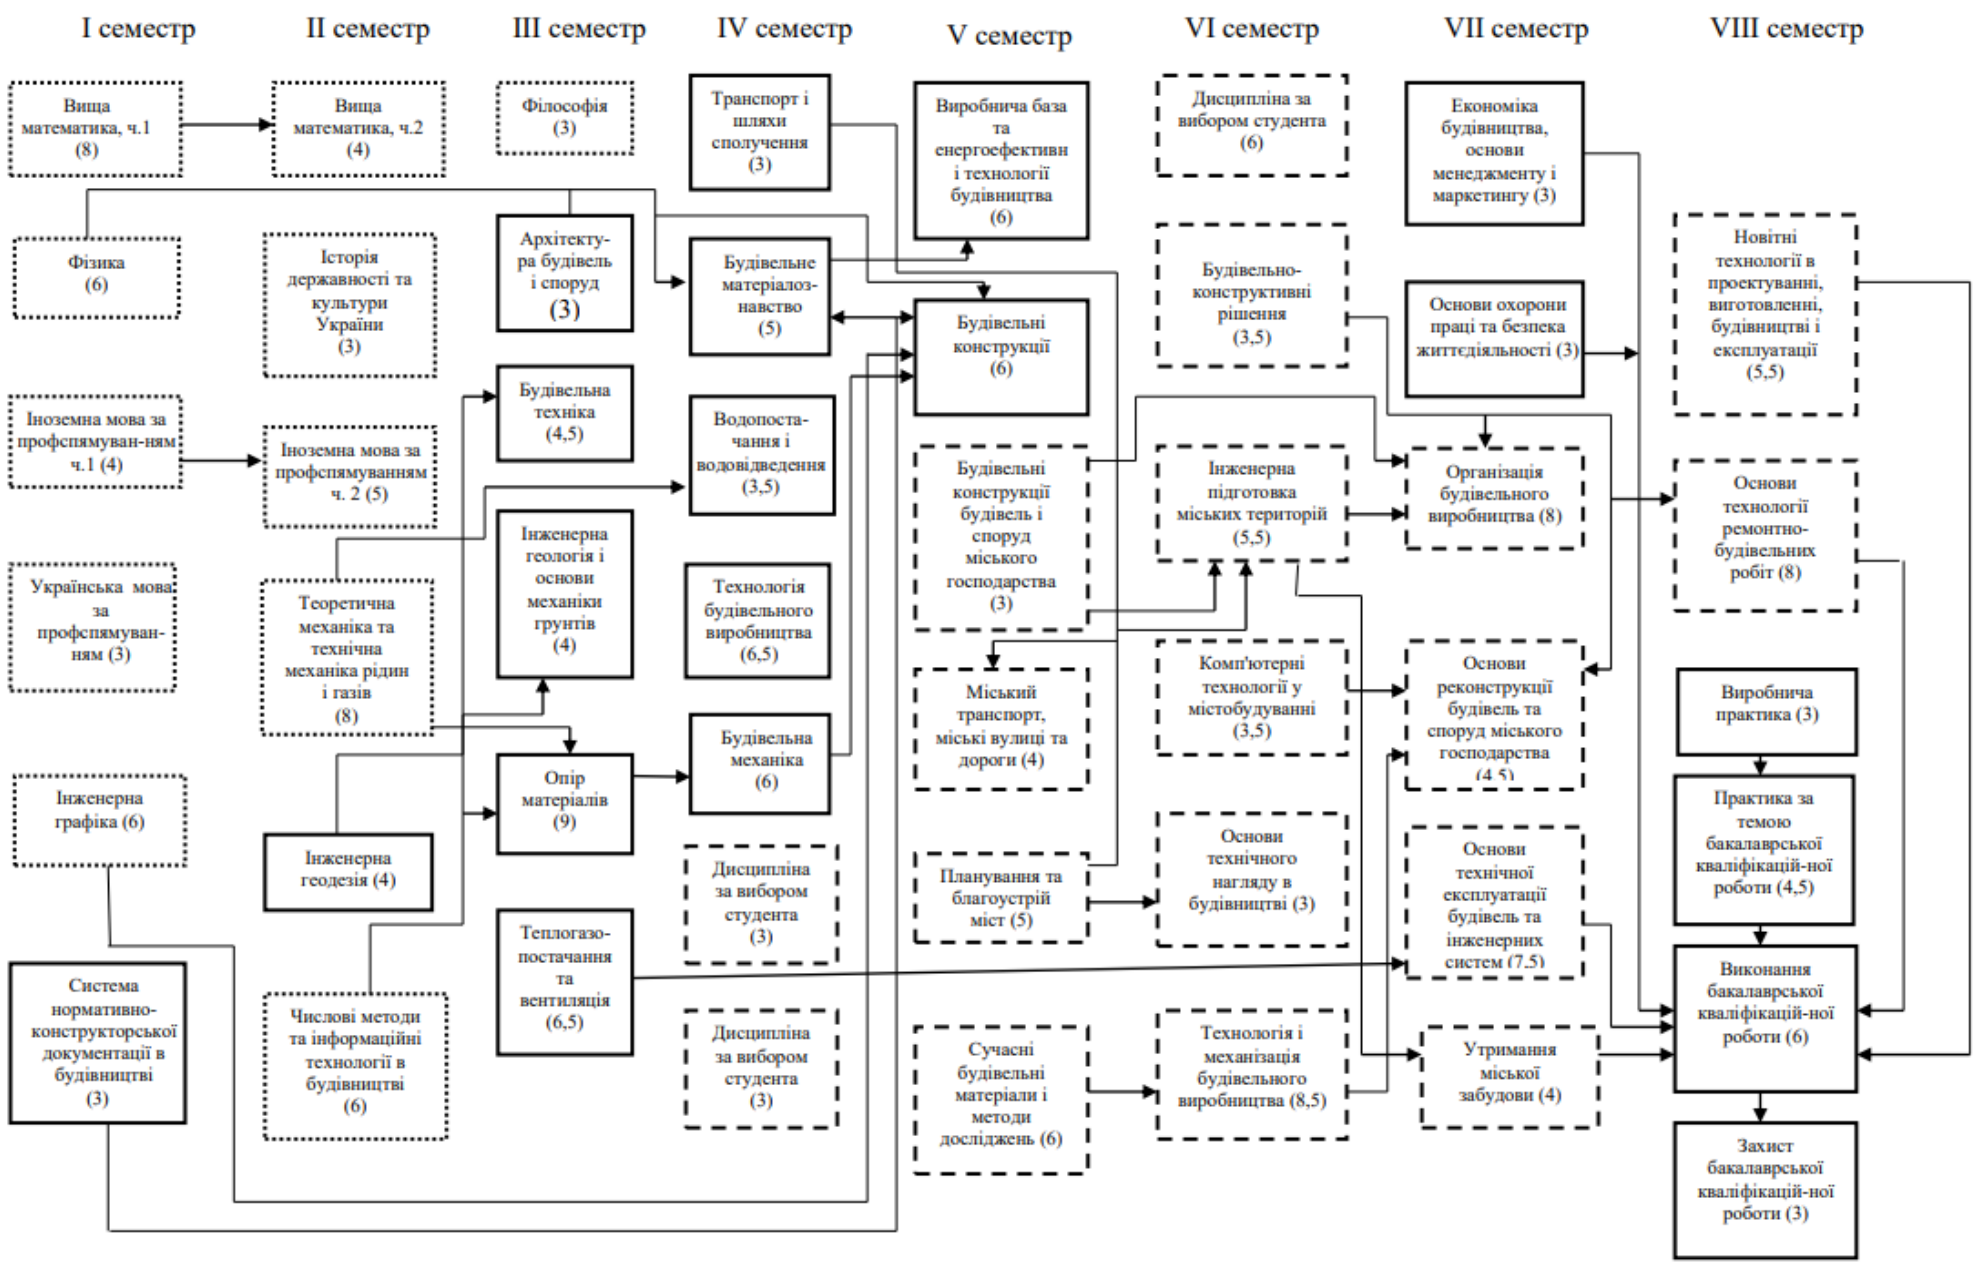 I семестр
II семестр
III семестр
IV семестр
V семестр
VI семестр
VII семестр
VIII семестр
Вища
математика, ч.1
(8)
Фізика
(6)
Іноземна мова за
профспямуван-ням
ч.1 (4)
Українська мова
за
профспямуван-
ням (3)
Інженерна
графіка (6)
Система
нормативно-
конструкторської
документації в
будівництві
(3)
Вища
математика, ч.2
(4)
Історія
державності та
культури
України
(3)
Іноземна мова за
профспямуванням
ч. 2 (5)
Теоретична
механіка та
технічна
механіка рідин
і газів
(8)
Інженерна
геодезія (4)
Числові методи
та інформаційні
технології в
будівництві
(6)
Філософія
(3)
Архітекту-
ра будівель
і споруд
(3)
Будівельна
техніка
(4,5)
Інженерна
геологія і
основи
механіки
грунтів
(4)
Опір
матеріалів
(9)
Теплогазо-
постачання
та
вентиляція
(6,5)
Транспорт і
шляхи
сполучення
(3)
Будівельне
матеріалоз-
навство
(5)
Водопоста-
чання і
водовідведення
(3,5)
Технологія
будівельного
виробництва
(6,5)
Будівельна
механіка
(6)
Дисципліна
за вибором
студента
(3)
Дисципліна
за вибором
студента
(3)
Виробнича база
та
енергоефективн
і технології
будівництва
(6)
Будівельні
конструкції
(6)
Будівельні
конструкції
будівель і
споруд
міського
господарства
(3)
Міський
транспорт,
міські вулиці та
дороги (4)
Планування та
благоустрій
міст (5)
Сучасні
будівельні
матеріали і
методи
досліджень (6)
Дисципліна за
вибором студента
(6)
Будівельно-
конструктивні
рішення
(3,5)
Інженерна
підготовка
міських територій
(5,5)
Комп'ютерні
технології у
містобудуванні
(3,5)
Основи
технічного
нагляду в
будівництві (3)
Технологія і
механізація
будівельного
виробництва (8,5)
Економіка
будівництва,
основи
менеджменту і
маркетингу (3)
Основи охорони
праці та безпека
життєдіяльності (3)
Організація
будівельного
виробництва (8)
Основи
реконструкції
будівель та
споруд міського
господарства
(4,5)
Основи
технічної
експлуатації
будівель та
інженерних
систем (7,5)
Утримання
міської
забудови (4)
Новітні
технології в
проектуванні,
виготовленні,
будівництві і
експлуатації
(5,5)
Основи
технології
ремонтно-
будівельних
робіт (8)
Виробнича
практика (3)
Практика за
темою
бакалаврської
кваліфікацій-ної
роботи (4,5)
Виконання
бакалаврської
кваліфікацій-ної
роботи (6)
Захист
бакалаврської
кваліфікацій-ної
роботи (3)